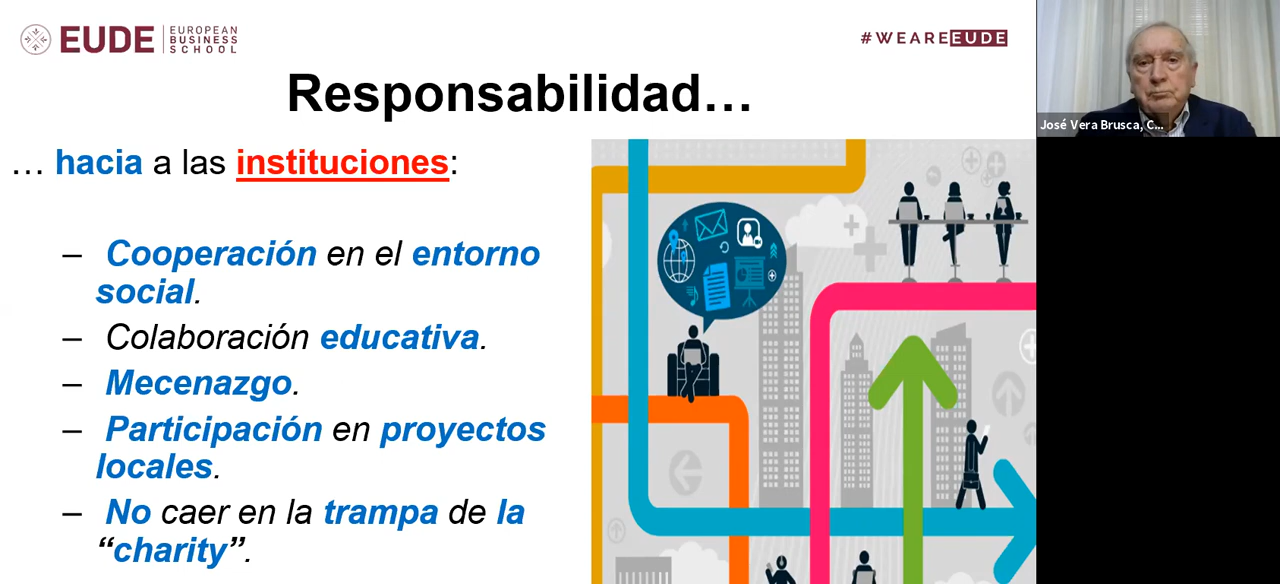 EUDE EUROPEAN
BUSINESS
SCHOOL
#WEAREEUDE
Responsabilidad…
José Vera Brusca, C...
… hacia a las instituciones:
– Cooperación en el entorno
social.
– Colaboración educativa.
– Mecenazgo.
– Participación en proyectos
locales.
– No caer en la trampa de la
“charity”.